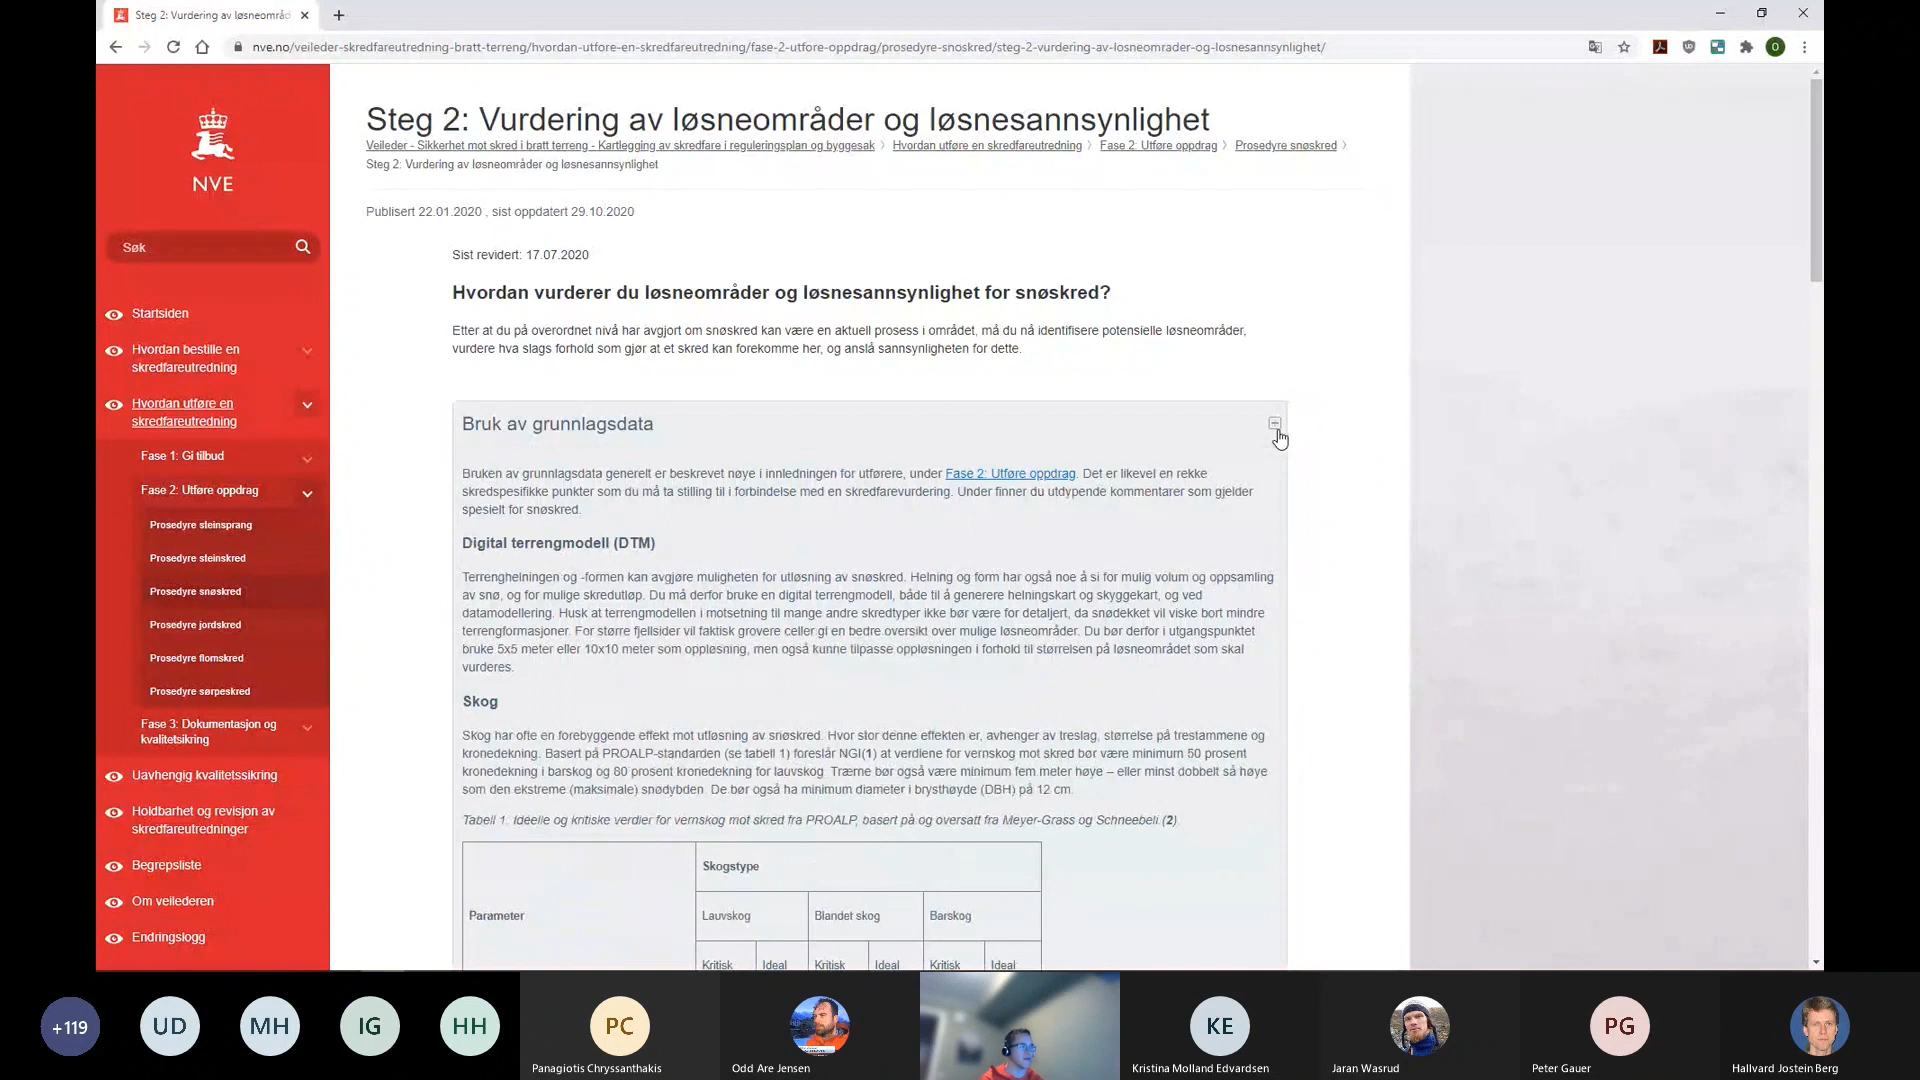 Steg 2: Vurdering av løsneområd
nve.no/veileder-skredfareutredning-bratt-terreng/hvordan-utfore-en-skredfareutredning/fase-2-utfore-oppdrag/prosedyre-snoskred/steg-2-vurdering-av-losneomrader-og-losnesannsynlighet/
O
NVE
Søk
Startsiden
Hvordan bestille en
skredfareutredning
Hvordan utføre en
skredfareutredning
Fase 1: Gi tilbud
Fase 2: Utføre oppdrag
Prosedyre steinsprang
Prosedyre steinskred
Prosedyre snøskred
Prosedyre jordskred
Prosedyre flomskred
Prosedyre sørpeskred
Fase 3: Dokumentasjon og
kvalitetsikring
Uavhengig kvalitetssikring
Holdbarhet og revisjon av
skredfareutredninger
Begrepsliste
Om veilederen
Endringslogg
Steg 2: Vurdering av løsneområder og løsnesannsynlighet
Veileder - Sikkerhet mot skred i bratt terreng - Kartlegging av skredfare i reguleringsplan og byggesak 〉 Hvordan utføre en skredfareutredning 〉 Fase 2: Utføre oppdrag 〉 Prosedyre snøskred 〉
Steg 2: Vurdering av løsneområder og løsnesannsynlighet
Publisert 22.01.2020 , sist oppdatert 29.10.2020
Sist revidert: 17.07.2020
Hvordan vurderer du løsneområder og løsnesannsynlighet for snøskred?
Etter at du på overordnet nivå har avgjort om snøskred kan være en aktuell prosess i området, må du nå identifisere potensielle løsneområder,
vurdere hva slags forhold som gjør at et skred kan forekomme her, og anslå sannsynligheten for dette.
Bruk av grunnlagsdata
Bruken av grunnlagsdata generelt er beskrevet nøye i innledningen for utførere, under Fase 2: Utføre oppdrag. Det er likevel en rekke
skredspesifikke punkter som du må ta stilling til i forbindelse med en skredfarevurdering. Under finner du utdypende kommentarer som gjelder
spesielt for snøskred.
Digital terrengmodell (DTM)
Terrenghelningen og -formen kan avgjøre muligheten for utløsning av snøskred. Helning og form har også noe å si for mulig volum og oppsamling
av snø, og for mulige skredutløp. Du må derfor bruke en digital terrengmodell, både til å generere helningskart og skyggekart, og ved
datamodellering. Husk at terrengmodellen i motsetning til mange andre skredtyper ikke bør være for detaljert, da snødekket vil viske bort mindre
terrengformasjoner. For større fjellsider vil faktisk grovere celler gi en bedre oversikt over mulige løsneområder. Du bør derfor i utgangspunktet
bruke 5x5 meter eller 10x10 meter som oppløsning, men også kunne tilpasse oppløsningen i forhold til størrelsen på løsneområdet som skal
vurderes.
Skog
Skog har ofte en forebyggende effekt mot utløsning av snøskred. Hvor stor denne effekten er, avhenger av treslag, størrelse på trestammene og
kronedekning. Basert på PROALP-standarden (se tabell 1) foreslår NGI(1) at verdiene for vernskog mot skred bør være minimum 50 prosent
kronedekning i barskog og 80 prosent kronedekning for lauvskog. Trærne bør også være minimum fem meter høye – eller minst dobbelt så høye
som den ekstreme (maksimale) snødybden. De bør også ha minimum diameter i brysthøyde (DBH) på 12 cm.
Tabell 1. Ideelle og kritiske verdier for vernskog mot skred fra PROALP, basert på og oversatt fra Meyer-Grass og Schneebeli.(2)
Skogstype
Parameter
Lauvskog
Blandet skog
Barskog
Kritisk
Ideal
Kritisk
Ideal
Kritisk
Ideal
+119
UD
MH
IG
HH
PC
KE
PG
Panagiotis Chryssanthakis
Odd Are Jensen
Kristina Molland Edvardsen
Jaran Wasrud
Peter Gauer
Hallvard Jostein Berg